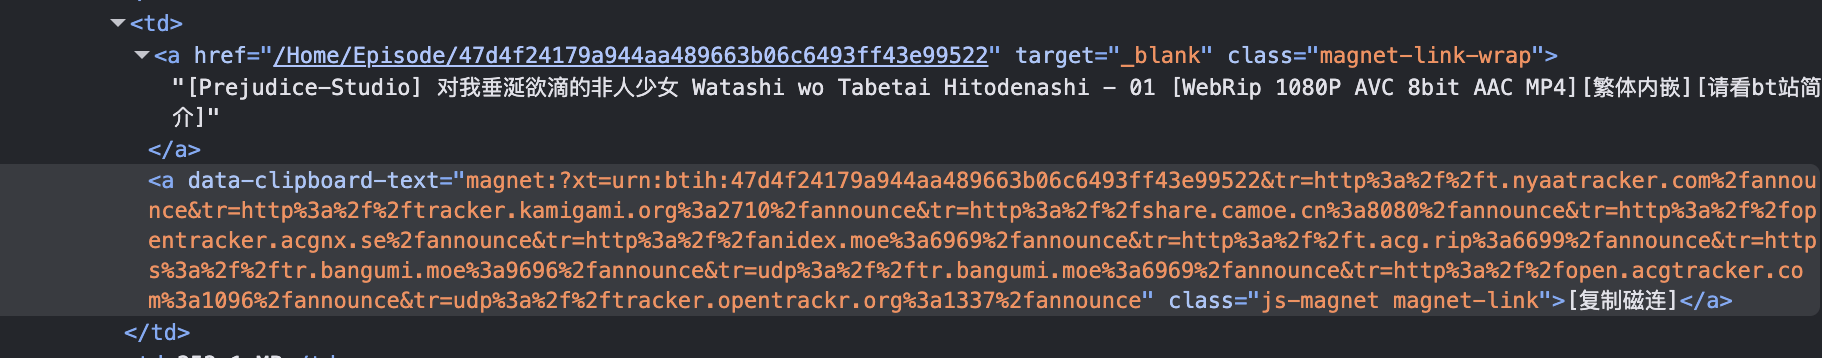 <td>
<a href="/Home/Episode/47d4f24179a944aa489663b06c6493ff43e99522" target="_blank" class="magnet-link-wrap">
"[Prejudice-Studio] 对我垂涎欲滴的非人少女 Watashi wo Tabetai Hitodenashi - 01 [WebRip 1080P AVC 8bit AAC MP4][繁体内嵌][请看bt站简
介]"
</a>
<a data-clipboard-text="magnet:?xt=urn:btih:47d4f24179a944aa489663b06c6493ff43e99522&tr=http%3a%2f%2ft.nyaatracker.com%2fannou
nce&tr=http%3a%2f%2ftracker.kamigami.org%3a2710%2fannounce&tr=http%3a%2f%2fshare.camoe.cn%3a8080%2fannounce&tr=http%3a%2f%2fop
entracker.acgnx.se%2fannounce&tr=http%3a%2f%2fanidex.moe%3a6969%2fannounce&tr=http%3a%2f%2ft.acg.rip%3a6699%2fannounce&tr=http
s%3a%2f%2ftr.bangumi.moe%3a9696%2fannounce&tr=udp%3a%2f%2ftr.bangumi.moe%3a6969%2fannounce&tr=http%3a%2f%2fopen.acgtracker.co
m%3a1096%2fannounce&tr=udp%3a%2f%2ftracker.opentrackr.org%3a1337%2fannounce" class="js-magnet magnet-link">[复制磁连]</a>
</td>